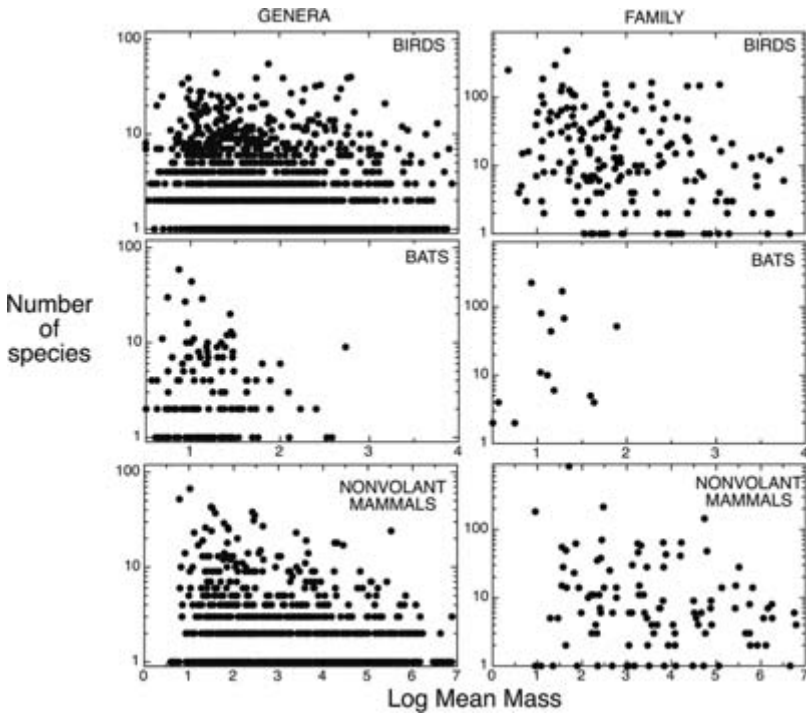 GENERA
FAMILY
100
BIRDS
10
1
BIRDS
100
10
1
100
BATS
10
1
0 1 2 3 4
BATS
100
10
1
0 1 2 3 4
Number
of
species
100
NONVOLANT
MAMMALS
10
1
0 1 2 3 4 5 6 7
NONVOLANT
MAMMALS
100
10
1
0 1 2 3 4 5 6 7
Log Mean Mass